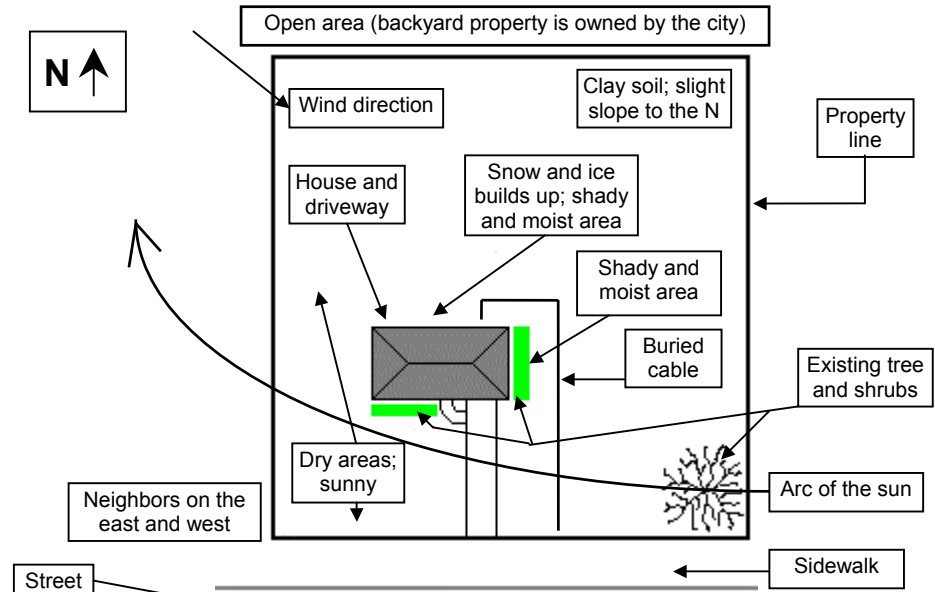 Open area (backyard property is owned by the city)
N
Wind direction
Clay soil; slight
slope to the N
Property
line
House and
driveway
Snow and ice
builds up; shady
and moist area
Shady and
moist area
Buried
cable
Existing tree
and shrubs
Dry areas;
sunny
Neighbors on the
east and west
Arc of the sun
Sidewalk
Street